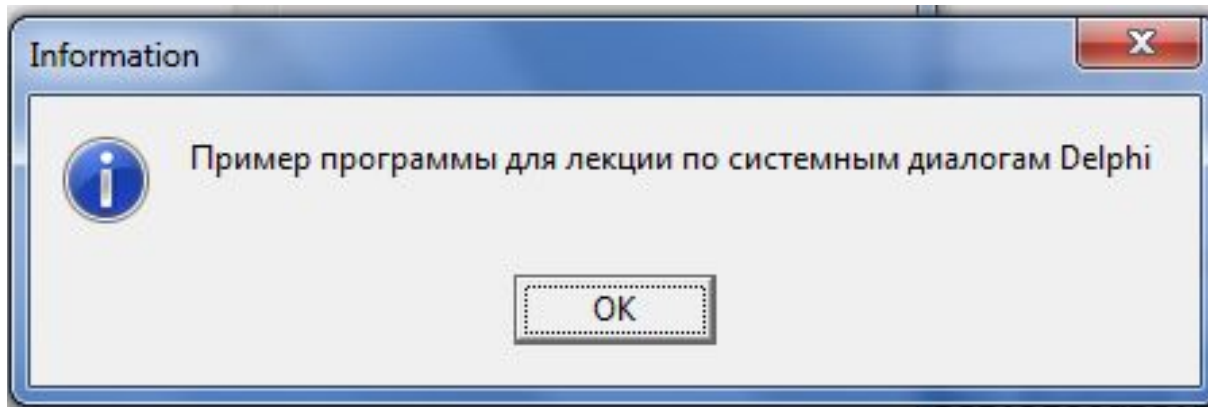 Information
Пример программы для лекции по системным диалогам Delphi
OK